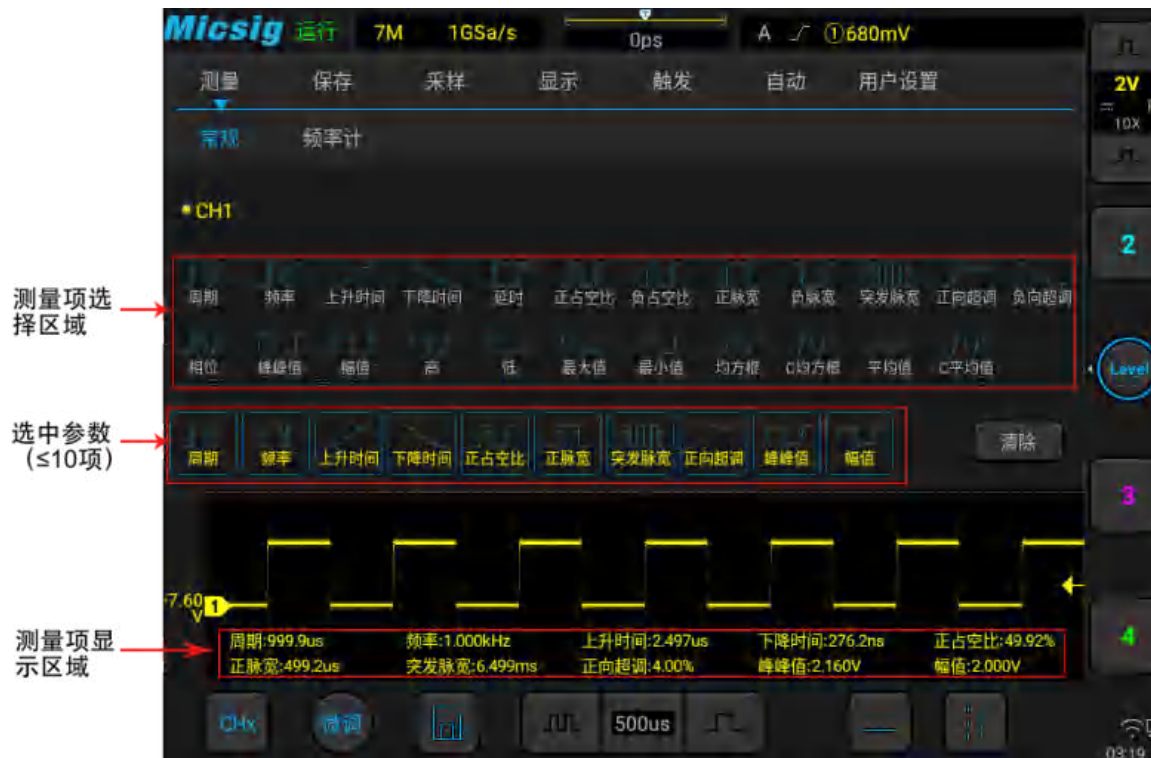 Micsig 运行 7M 1GSa/s 0ps A ①680mV
测量 保存 采样 显示 触发 自动 用户设置
2V
10X
常规 频率计
CH1
2
测量项选
择区域
周期 频率 上升时间 下降时间 延时 正占空比 负占空比 正脉宽 负脉宽 突发脉宽 正向超调 负向超调
相位 峰峰值 幅值 高 低 最大值 最小值 均方根 C均方根 平均值 C平均值
Level
选中参数
(≤10项)
周期 频率 上升时间 下降时间 正占空比 正脉宽 突发脉宽 正向超调 峰峰值 幅值
清除
3
-7.60
V
1
测量项显
示区域
周期:999.9us 频率:1.000kHz 上升时间:2.497us 下降时间:276.2ns 正占空比:49.92%
正脉宽:499.2us 突发脉宽:6.499ms 正向超调:4.00% 峰峰值:2.160V 幅值:2.000V
4
CHx 微调 500us
03:19